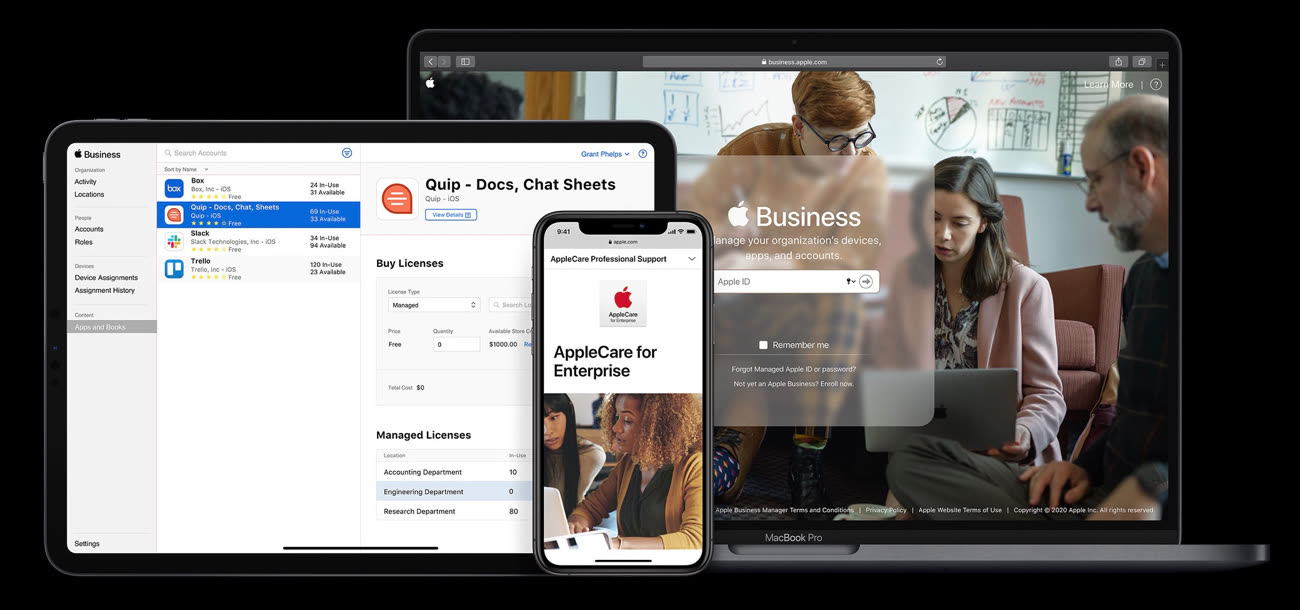 Business
Organization
Activity
Locations
People
Accounts
Roles
Devices
Device Assignments
Assignment History
Content
Apps and Books
Settings
Search Accounts
Sort by Name
Box
Box, Inc - iOS
Free
24 In-Use
31 Available
Quip - Docs, Chat, Sheets
Quip - iOS
Free
69 In-Use
33 Available
Slack
Slack Technologies, Inc - iOS
Free
34 In-Use
94 Available
Trello
Trello, Inc - iOS
Free
120 In-Use
23 Available
box
Grant Phelps
?
Quip - Docs, Chat Sheets
Quip - iOS
View Details
Buy Licenses
License Type
Managed
Search Lo
Price
Quantity
Available Store C
Free
0
$1000.00
Re
Total Cost $0
Managed Licenses
Location
In-Use
Accounting Department
10
Engineering Department
0
Research Department
80
9:41
apple.com
AppleCare Professional Support
AppleCare
for Enterprise
AppleCare for
Enterprise
business.apple.com
Learn More | ?
Business
anage your organization's devices,
apps, and accounts.
Apple ID
Remember me
Forgot Managed Apple ID or password?
Not yet an Apple Business? Enroll now.
Apple Business Manager Terms and Conditions | Privacy Policy | Apple Website Terms of Use | Copyright © 2020 Apple Inc. All rights reserved
MacBook Pro